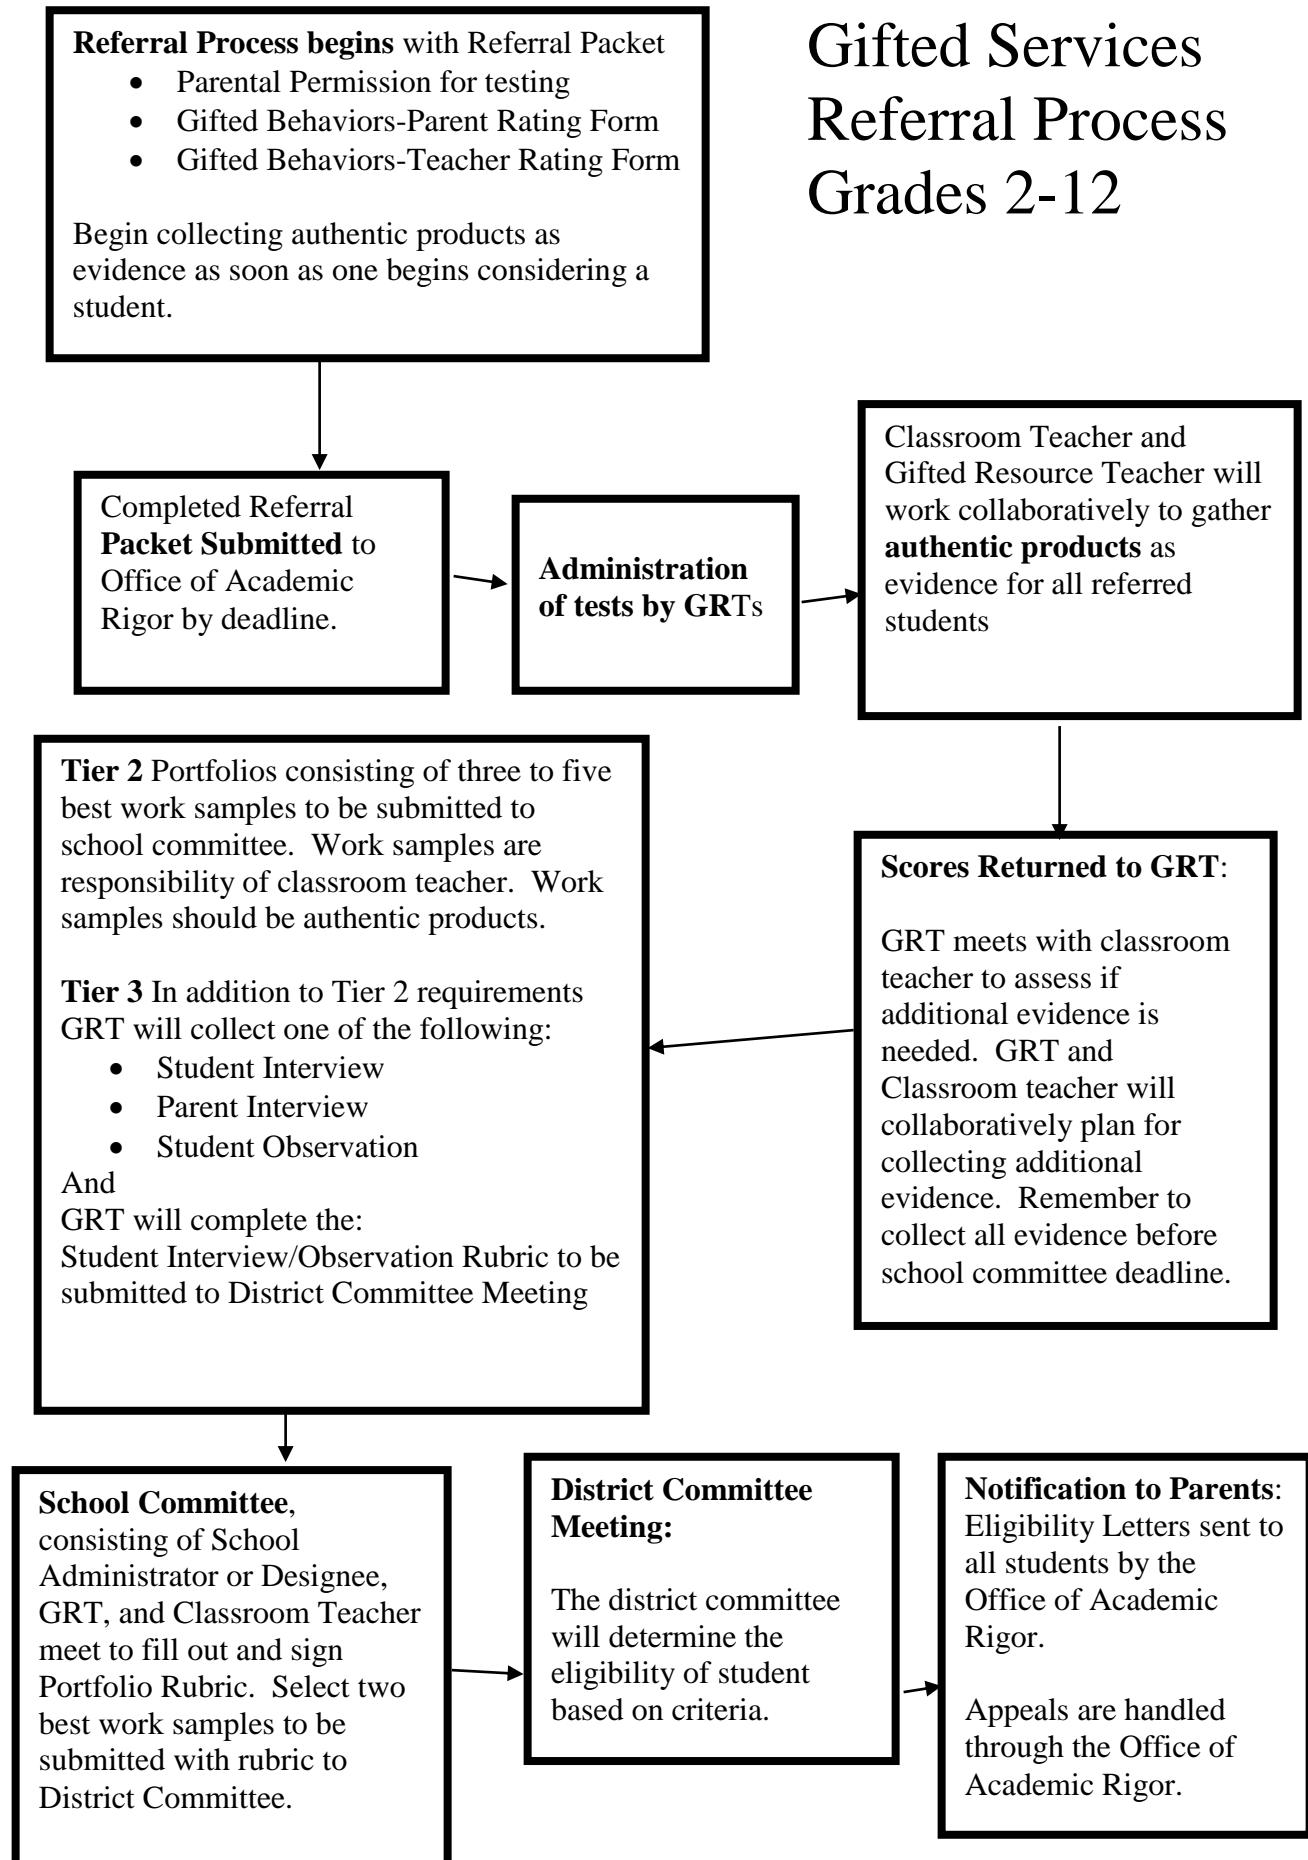 Gifted Services
Referral Process
Grades 2-12
Referral Process begins with Referral Packet
• Parental Permission for testing
• Gifted Behaviors-Parent Rating Form
• Gifted Behaviors-Teacher Rating Form
Begin collecting authentic products as
evidence as soon as one begins considering a
student.
Completed Referral
Packet Submitted to
Office of Academic
Rigor by deadline.
Administration
of tests by GRTs
Classroom Teacher and
Gifted Resource Teacher will
work collaboratively to gather
authentic products as
evidence for all referred
students
Scores Returned to GRT:
GRT meets with classroom
teacher to assess if
additional evidence is
needed.  GRT and
Classroom teacher will
collaboratively plan for
collecting additional
evidence.  Remember to
collect all evidence before
school committee deadline.
Tier 2 Portfolios consisting of three to five
best work samples to be submitted to
school committee.  Work samples are
responsibility of classroom teacher.  Work
samples should be authentic products.
Tier 3 In addition to Tier 2 requirements
GRT will collect one of the following:
• Student Interview
• Parent Interview
• Student Observation
And
GRT will complete the:
Student Interview/Observation Rubric to be
submitted to District Committee Meeting
School Committee,
consisting of School
Administrator or Designee,
GRT, and Classroom Teacher
meet to fill out and sign
Portfolio Rubric.  Select two
best work samples to be
submitted with rubric to
District Committee.
District Committee
Meeting:
The district committee
will determine the
eligibility of student
based on criteria.
Notification to Parents:
Eligibility Letters sent to
all students by the
Office of Academic
Rigor.
Appeals are handled
through the Office of
Academic Rigor.